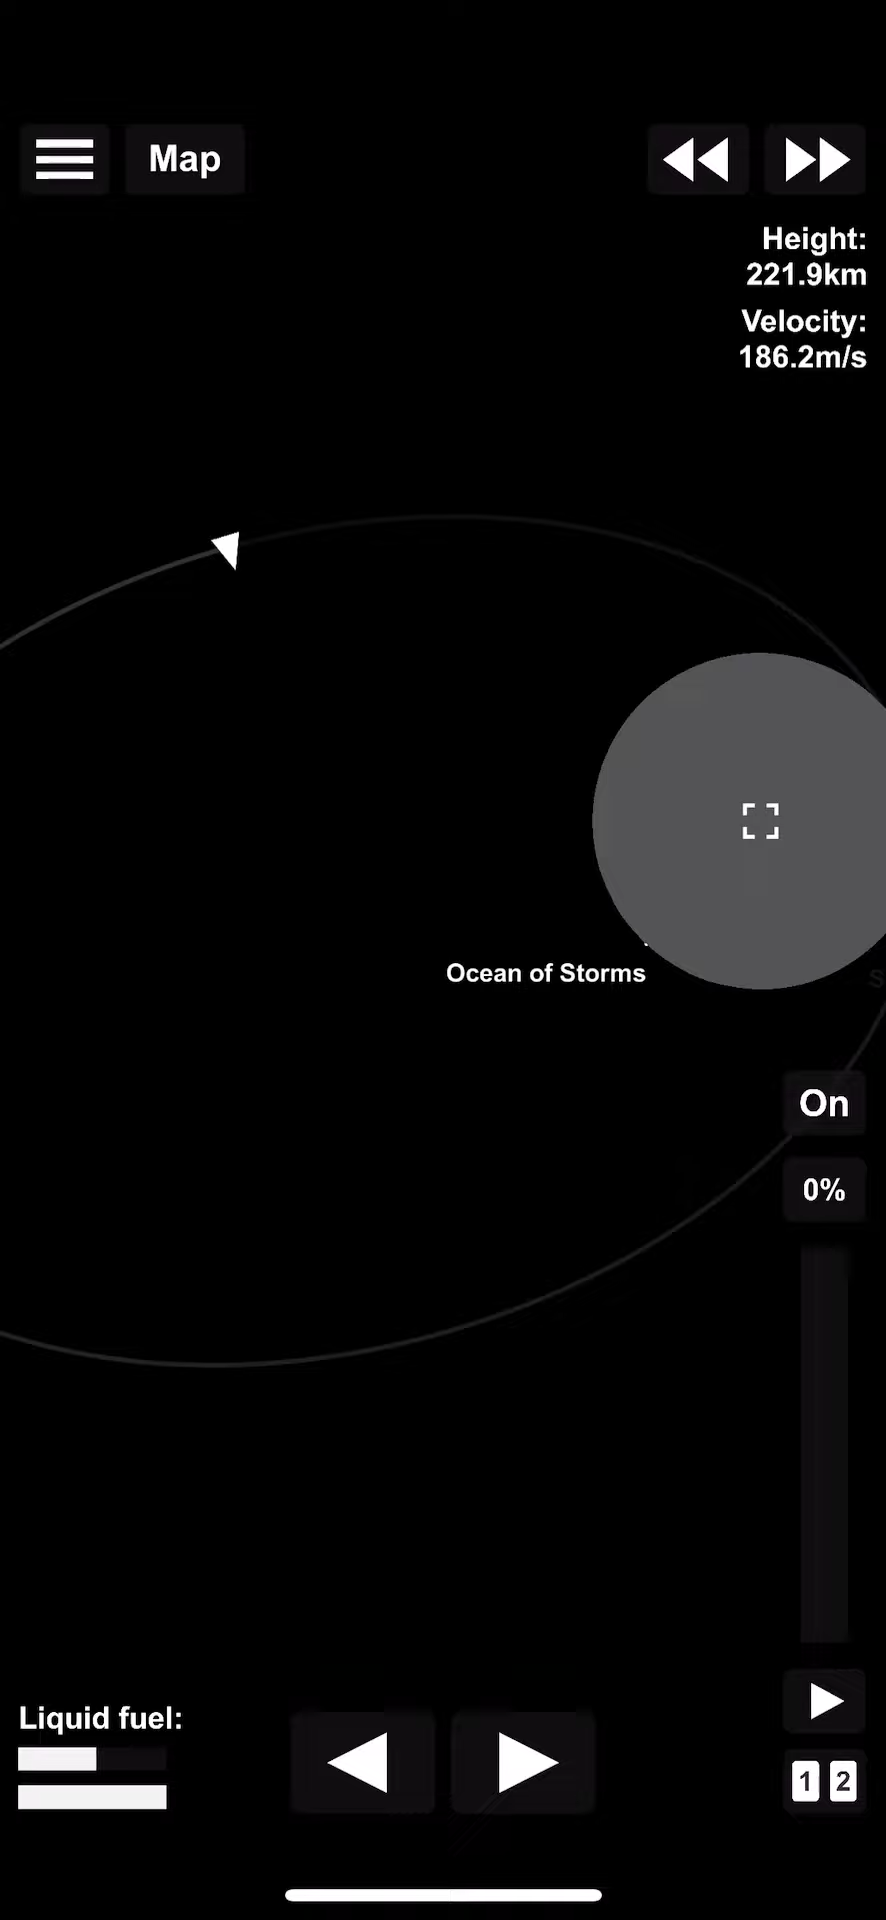 Map
Height:
221.9km
Velocity:
186.2m/s
Ocean of Storms
On
0%
Liquid fuel:
1 2